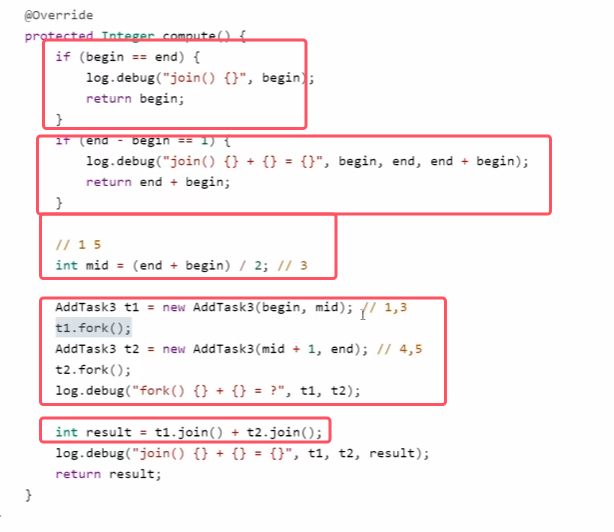 @Override
protected Integer compute() {
if (begin == end) {
log.debug("join() {}", begin);
return begin;
}
if (end - begin == 1) {
log.debug("join() {} + {} = {}", begin, end, end + begin);
return end + begin;
}
// 1 5
int mid = (end + begin) / 2; // 3
AddTask3 t1 = new AddTask3(begin, mid); // 1,3
t1.fork();
AddTask3 t2 = new AddTask3(mid + 1, end); // 4,5
t2.fork();
log.debug("fork() {} + {} = ?", t1, t2);
int result = t1.join() + t2.join();
log.debug("join() {} + {} = {}", t1, t2, result);
return result;
}